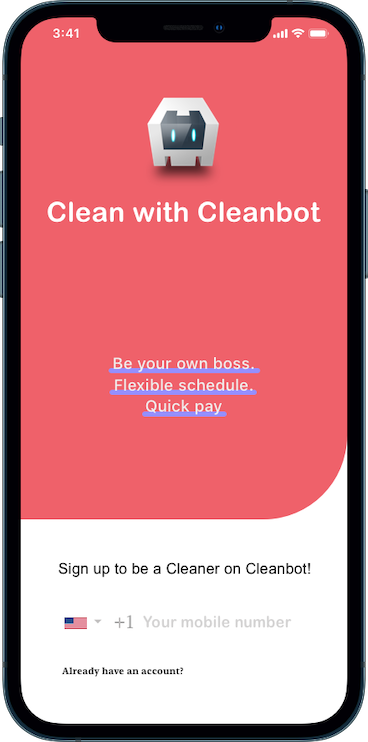 3:41
Clean with Cleanbot
Be your own boss.
Flexible schedule.
Quick pay
Sign up to be a Cleaner on Cleanbot!
+1 Your mobile number
Already have an account?